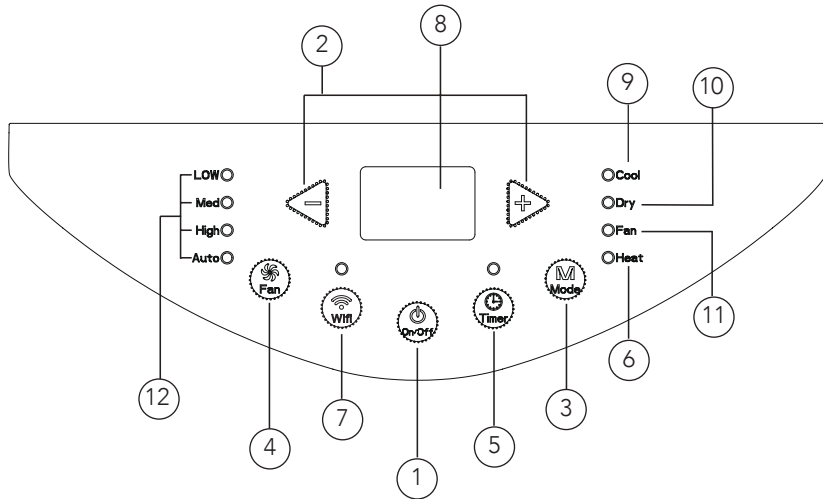 8
2
9
10
LOW
Med
High
Auto
−
+
Cool
Dry
Fan
Heat
Fan
Wifi
On/Off
Timer
M
Mode
12
4
7
1
5
3
6
11